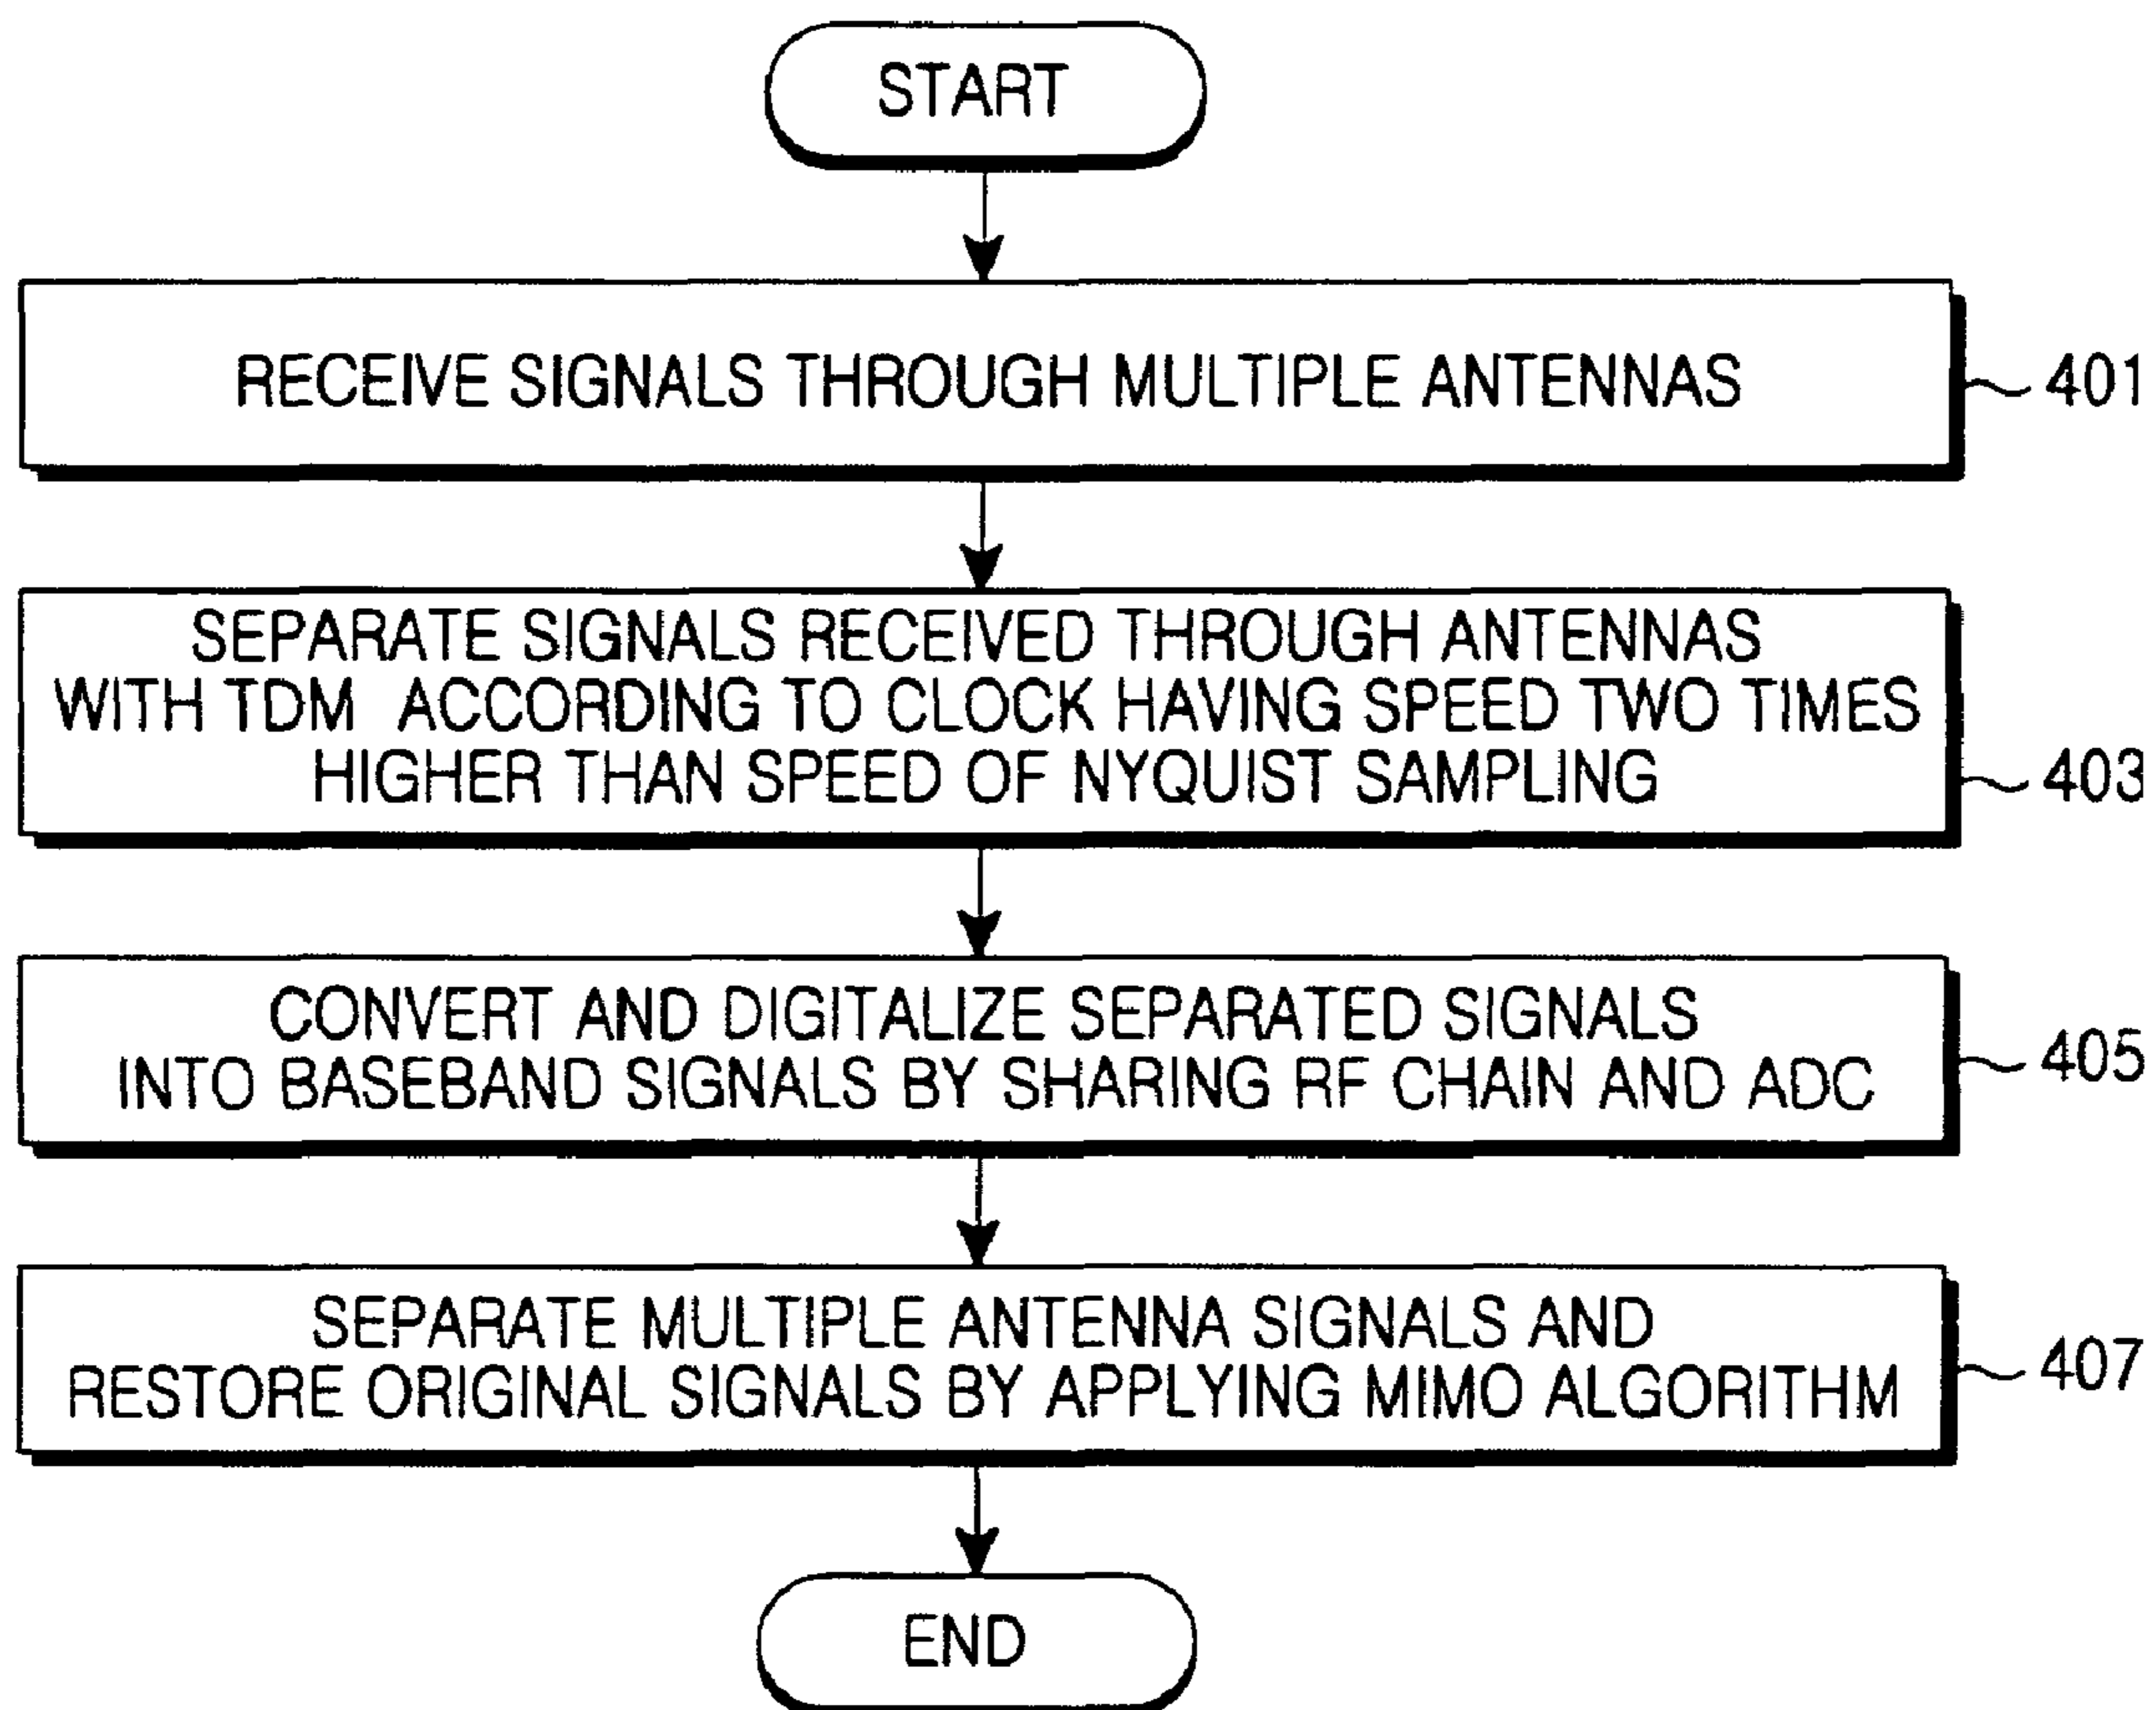 START
RECEIVE SIGNALS THROUGH MULTIPLE ANTENNAS
401
SEPARATE SIGNALS RECEIVED THROUGH ANTENNAS
WITH TDM ACCORDING TO CLOCK HAVING SPEED TWO TIMES
HIGHER THAN SPEED OF NYQUIST SAMPLING
403
CONVERT AND DIGITALIZE SEPARATED SIGNALS
INTO BASEBAND SIGNALS BY SHARING RF CHAIN AND ADC
405
SEPARATE MULTIPLE ANTENNA SIGNALS AND
RESTORE ORIGINAL SIGNALS BY APPLYING MIMO ALGORITHM
407
END